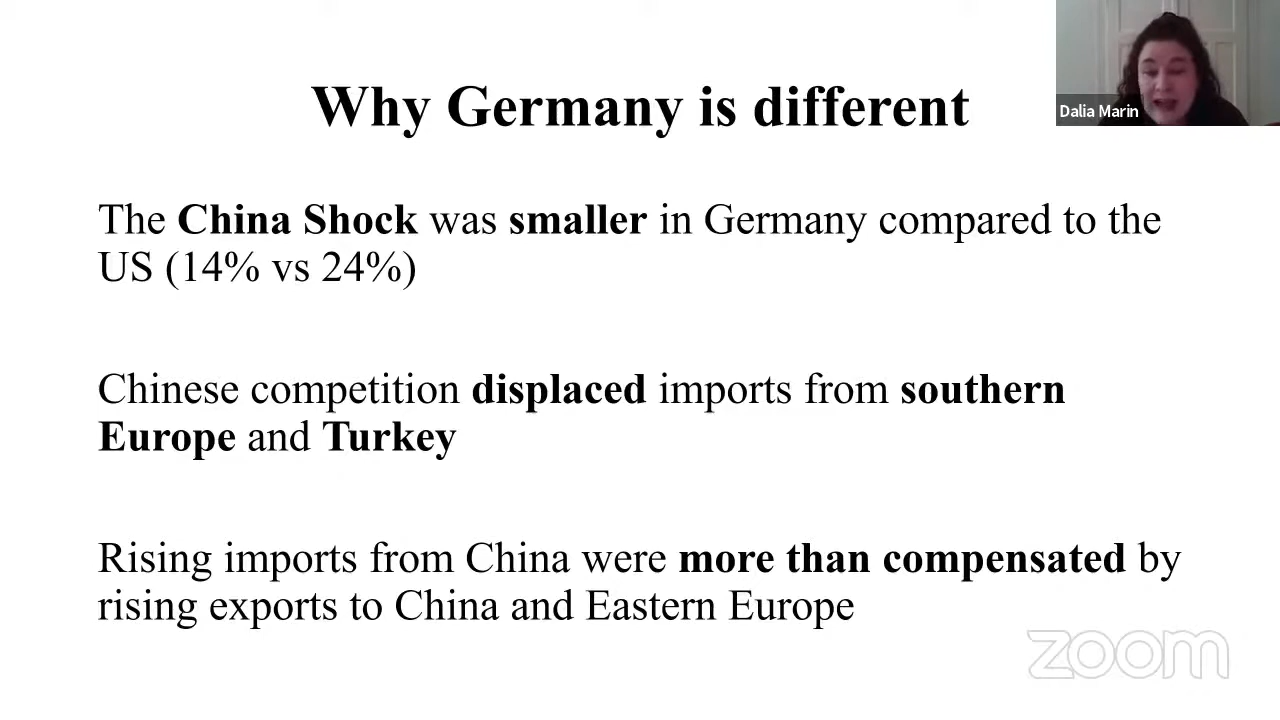 Why Germany is different
Dalia Marin
The China Shock was smaller in Germany compared to the
US (14% vs 24%)
Chinese competition displaced imports from southern
Europe and Turkey
Rising imports from China were more than compensated by
rising exports to China and Eastern Europe
zoom